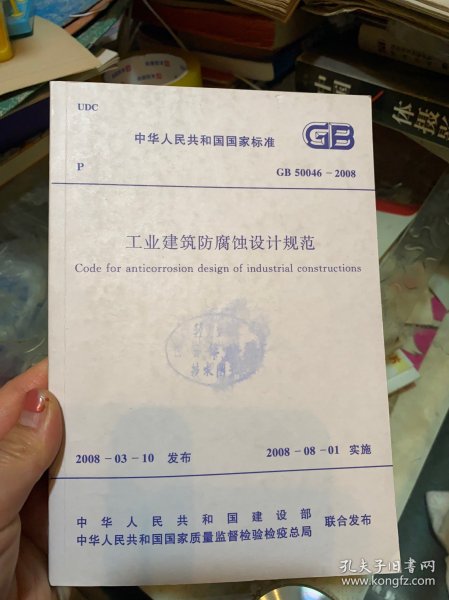 UDC
中华人民共和国国家标准
GB
P
GB 50046－2008
工业建筑防腐蚀设计规范
Code for anticorrosion design of industrial constructions
2008－03－10 发布
2008－08－01 实施
中华人民共和国建设部
中华人民共和国国家质量监督检验检疫总局
联合发布
孔夫子旧书网
www.kongfz.com